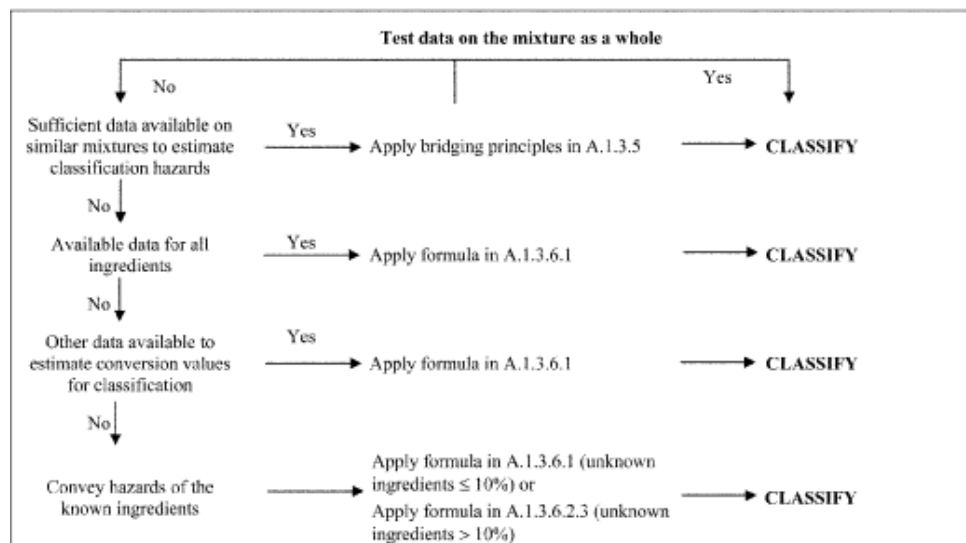 Test data on the mixture as a whole
No
Yes
Sufficient data available on
similar mixtures to estimate
classification hazards
Yes
Apply bridging principles in A.1.3.5
CLASSIFY
No
Available data for all
ingredients
Yes
Apply formula in A.1.3.6.1
CLASSIFY
No
Other data available to
estimate conversion values
for classification
Yes
Apply formula in A.1.3.6.1
CLASSIFY
No
Convey hazards of the
known ingredients
Apply formula in A.1.3.6.1 (unknown
ingredients ≤ 10%) or
Apply formula in A.1.3.6.2.3 (unknown
ingredients > 10%)
CLASSIFY